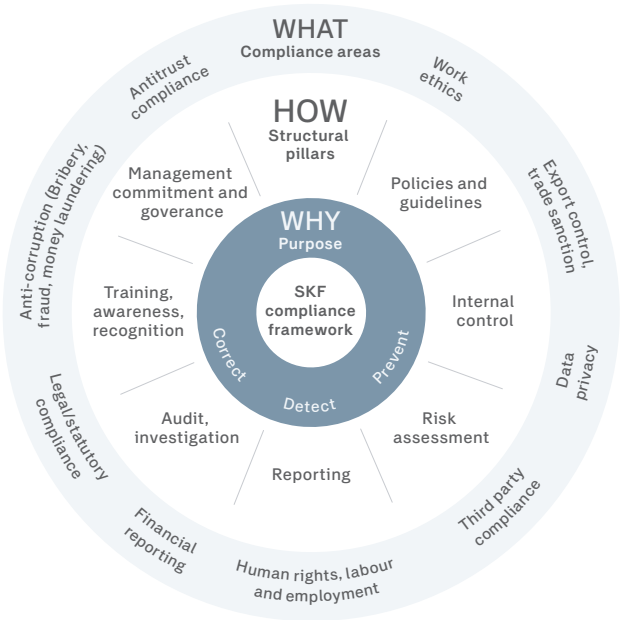 WHAT
Compliance areas
Work
ethics
Export control,
trade sanction
Data
privacy
Third party
compliance
Human rights, labour
and employment
Financial
reporting
Legal/statutory
compliance
Anti-corruption (Bribery,
fraud, money laundering)
Antitrust
compliance
HOW
Structural
pillars
Policies and
guidelines
Internal
control
Risk
assessment
Reporting
Audit,
investigation
Training,
awareness,
recognition
Management
commitment and
goverance
WHY
Purpose
Prevent
Detect
Correct
SKF
compliance
framework